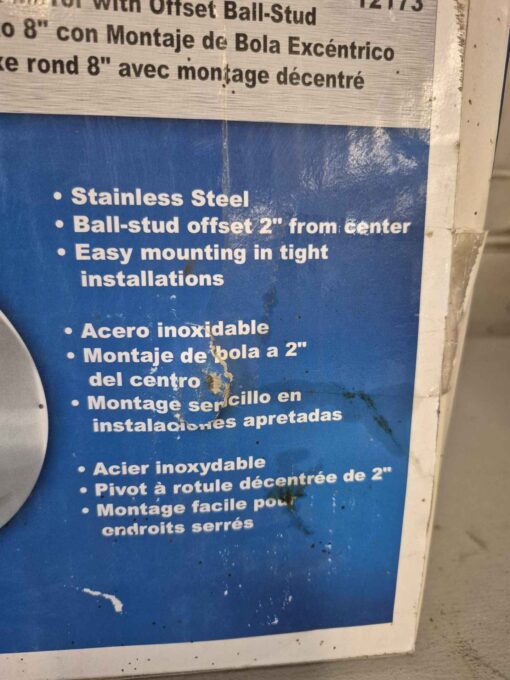 with Offset Ball-Stud 12173
8" con Montaje de Bola Excéntrico
rond 8" avec montage décentré
• Stainless Steel
• Ball-stud offset 2" from center
• Easy mounting in tight
installations
• Acero inoxidable
• Montaje de bola a 2"
del centro
• Montage sencillo en
instalaciones apretadas
• Acier inoxydable
• Pivot à rotule décentrée de 2"
• Montage facile pour
endroits serrés